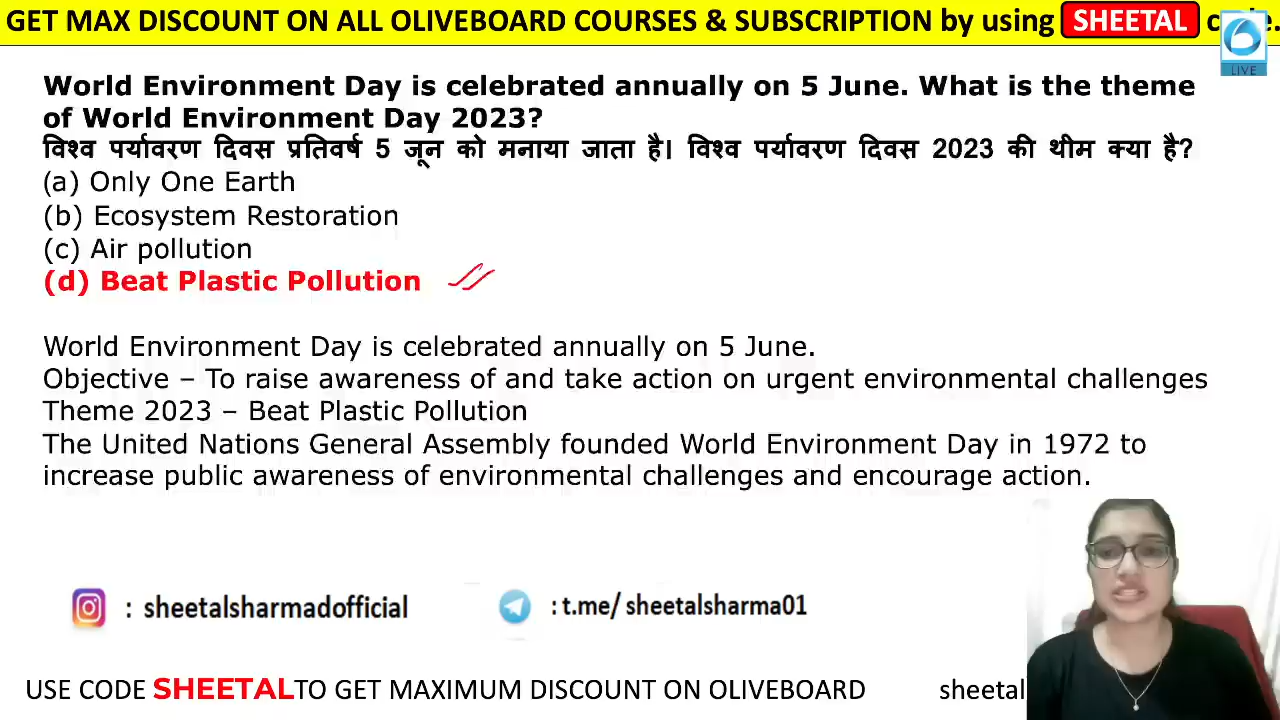 GET MAX DISCOUNT ON ALL OLIVEBOARD COURSES & SUBSCRIPTION by using SHEETAL code.
LIVE
World Environment Day is celebrated annually on 5 June. What is the theme
of World Environment Day 2023?
विश्व पर्यावरण दिवस प्रतिवर्ष 5 जून को मनाया जाता है। विश्व पर्यावरण दिवस 2023 की थीम क्या है?
(a) Only One Earth
(b) Ecosystem Restoration
(c) Air pollution
(d) Beat Plastic Pollution
World Environment Day is celebrated annually on 5 June.
Objective – To raise awareness of and take action on urgent environmental challenges
Theme 2023 – Beat Plastic Pollution
The United Nations General Assembly founded World Environment Day in 1972 to
increase public awareness of environmental challenges and encourage action.
: sheetalsharmadofficial
: t.me/ sheetalsharma01
USE CODE SHEETALTO GET MAXIMUM DISCOUNT ON OLIVEBOARD
sheetal